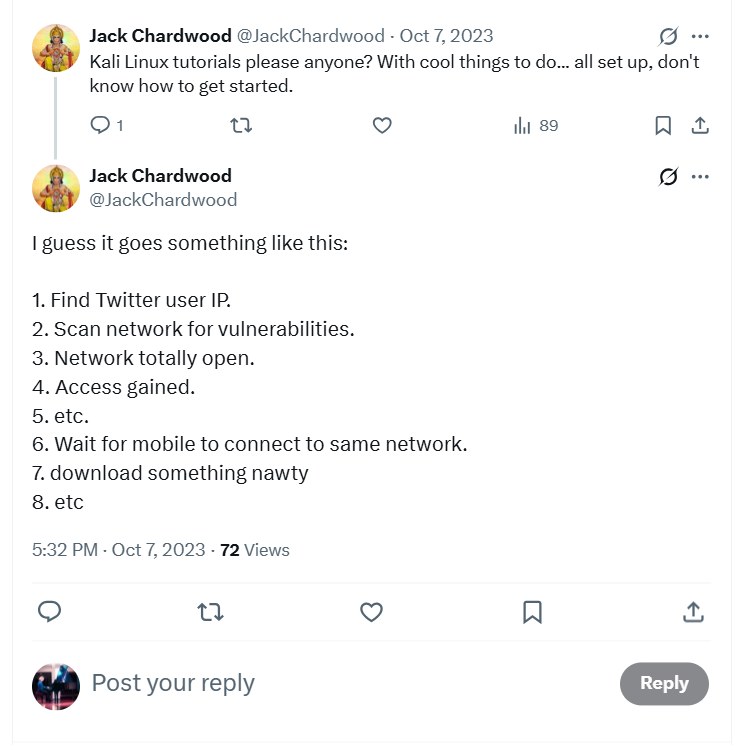 Jack Chardwood @JackChardwood · Oct 7, 2023
Kali Linux tutorials please anyone? With cool things to do... all set up, don't
know how to get started.
1
89
Jack Chardwood
@JackChardwood
I guess it goes something like this:
1. Find Twitter user IP.
2. Scan network for vulnerabilities.
3. Network totally open.
4. Access gained.
5. etc.
6. Wait for mobile to connect to same network.
7. download something nawty
8. etc
5:32 PM · Oct 7, 2023 · 72 Views
Post your reply
Reply